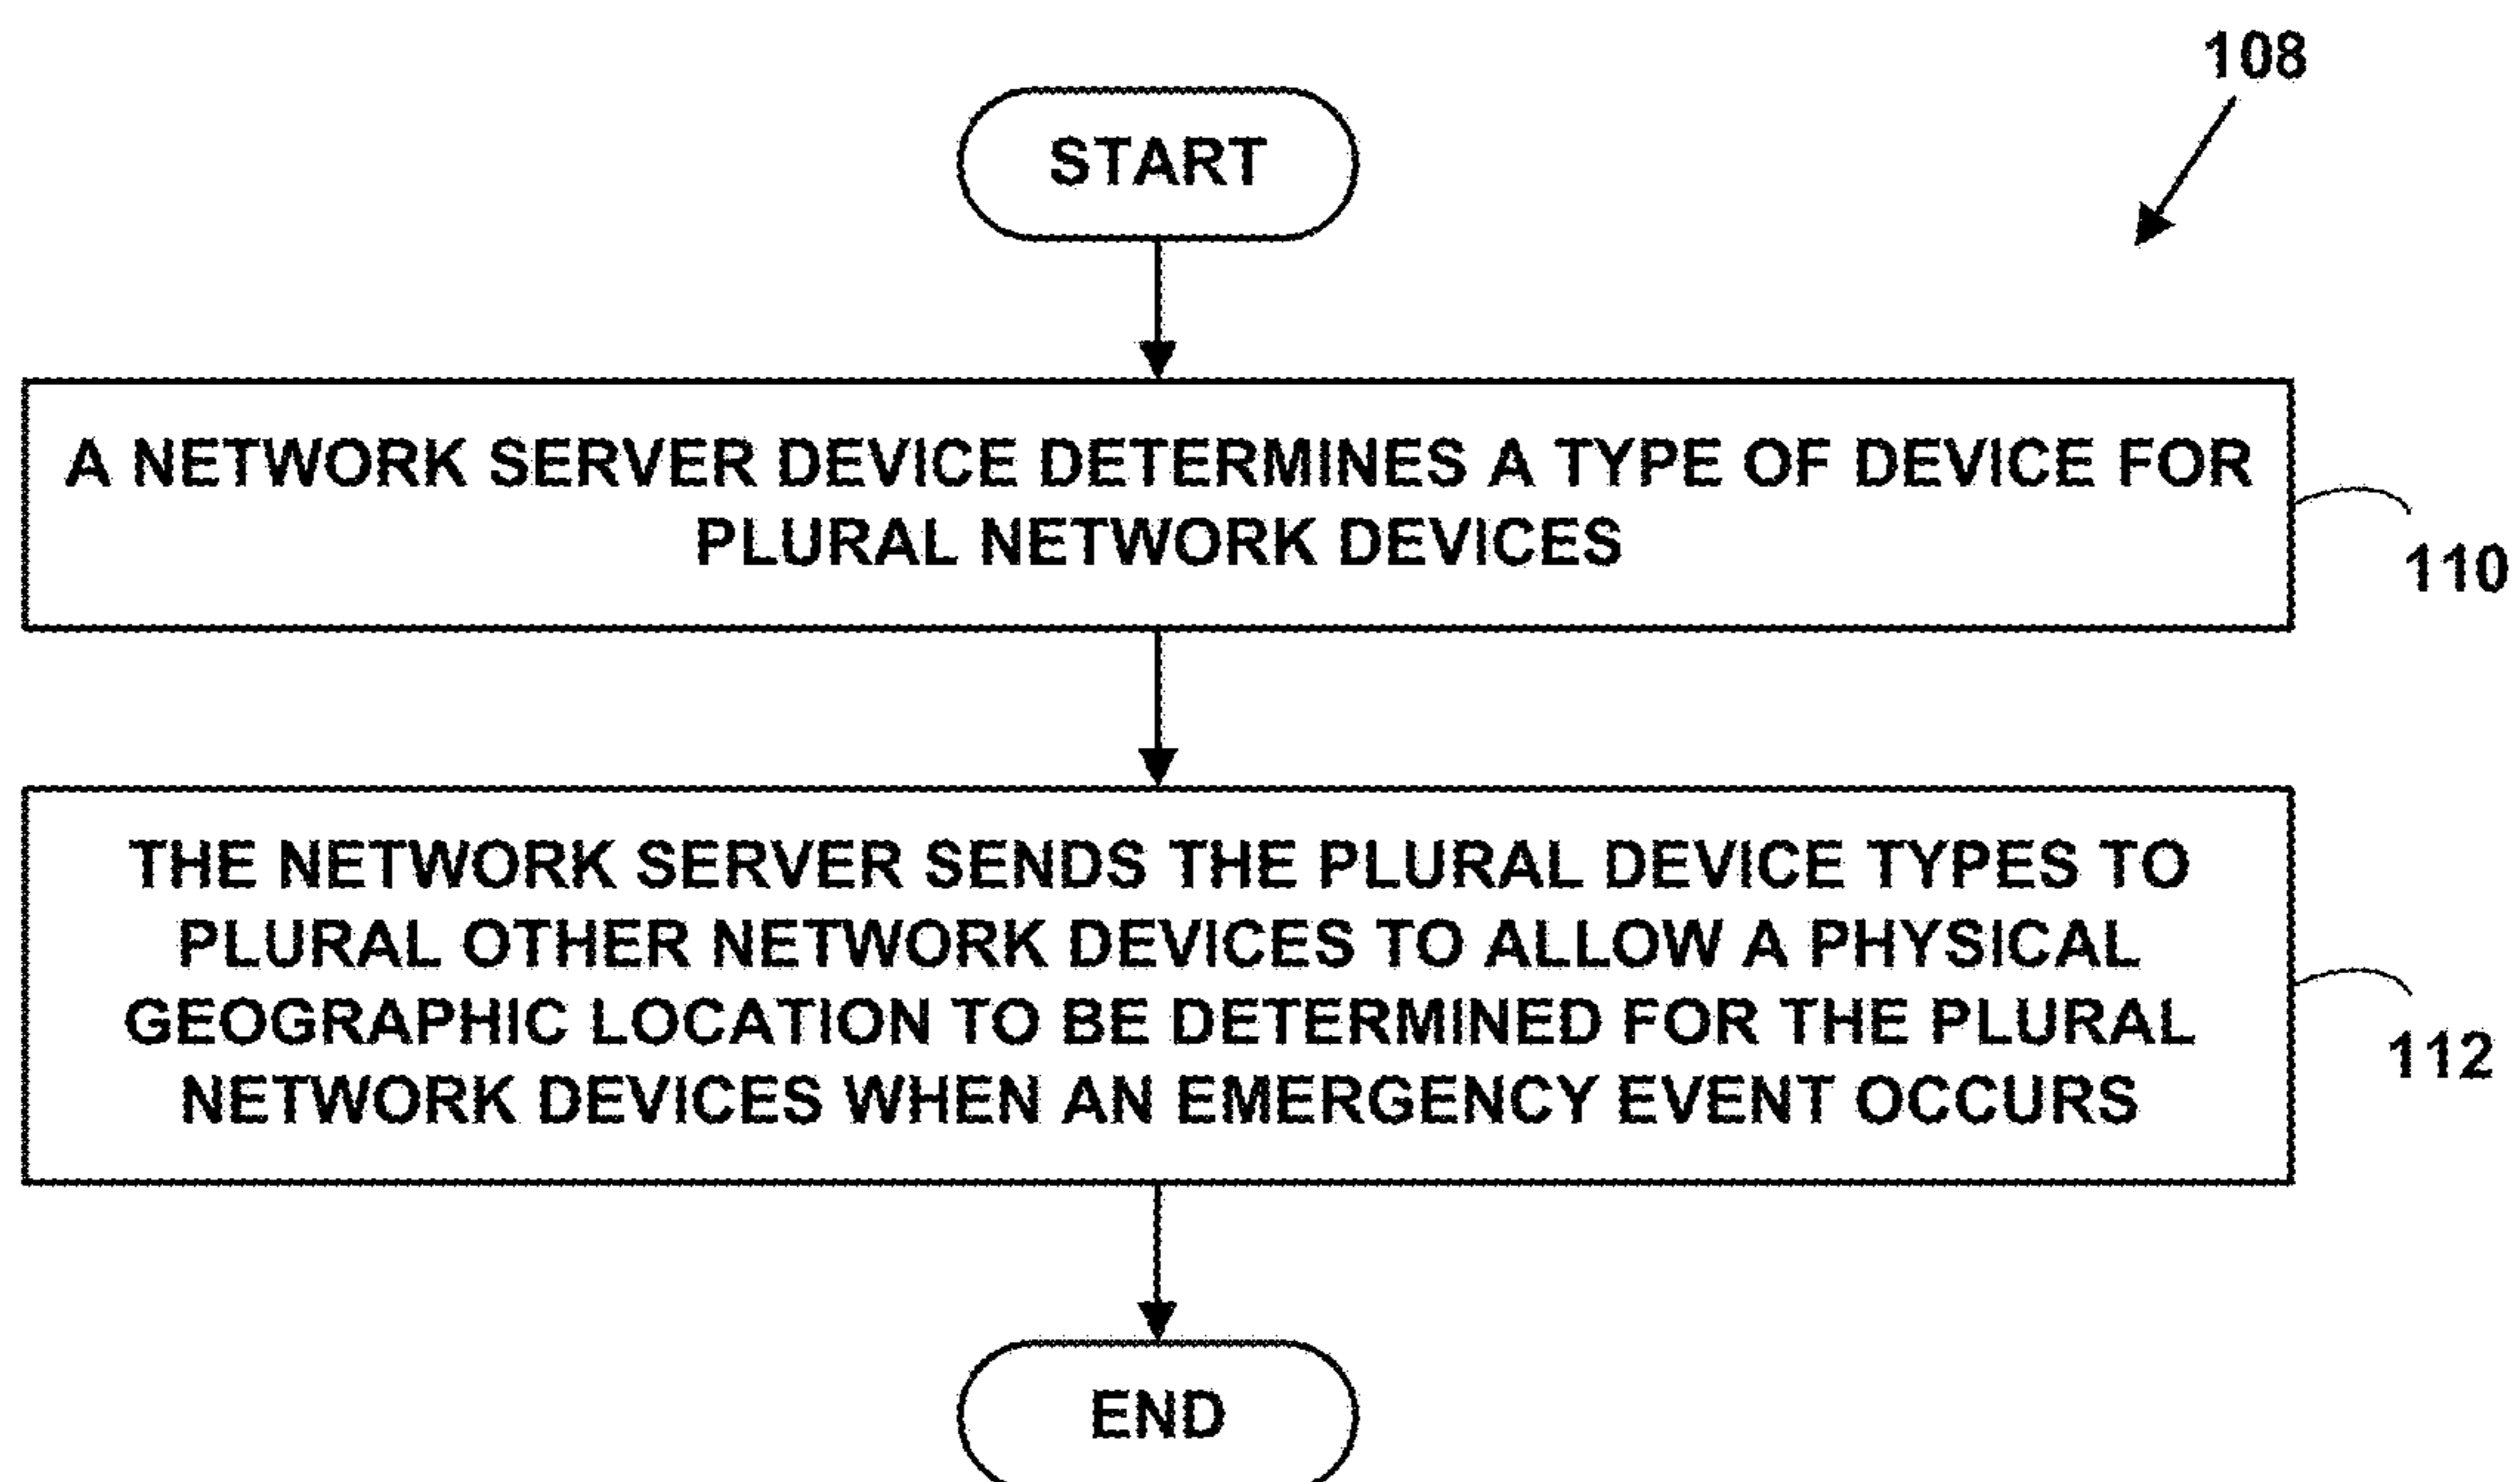 108
START
A NETWORK SERVER DEVICE DETERMINES A TYPE OF DEVICE FOR
PLURAL NETWORK DEVICES
110
THE NETWORK SERVER SENDS THE PLURAL DEVICE TYPES TO
PLURAL OTHER NETWORK DEVICES TO ALLOW A PHYSICAL
GEOGRAPHIC LOCATION TO BE DETERMINED FOR THE PLURAL
NETWORK DEVICES WHEN AN EMERGENCY EVENT OCCURS
112
END